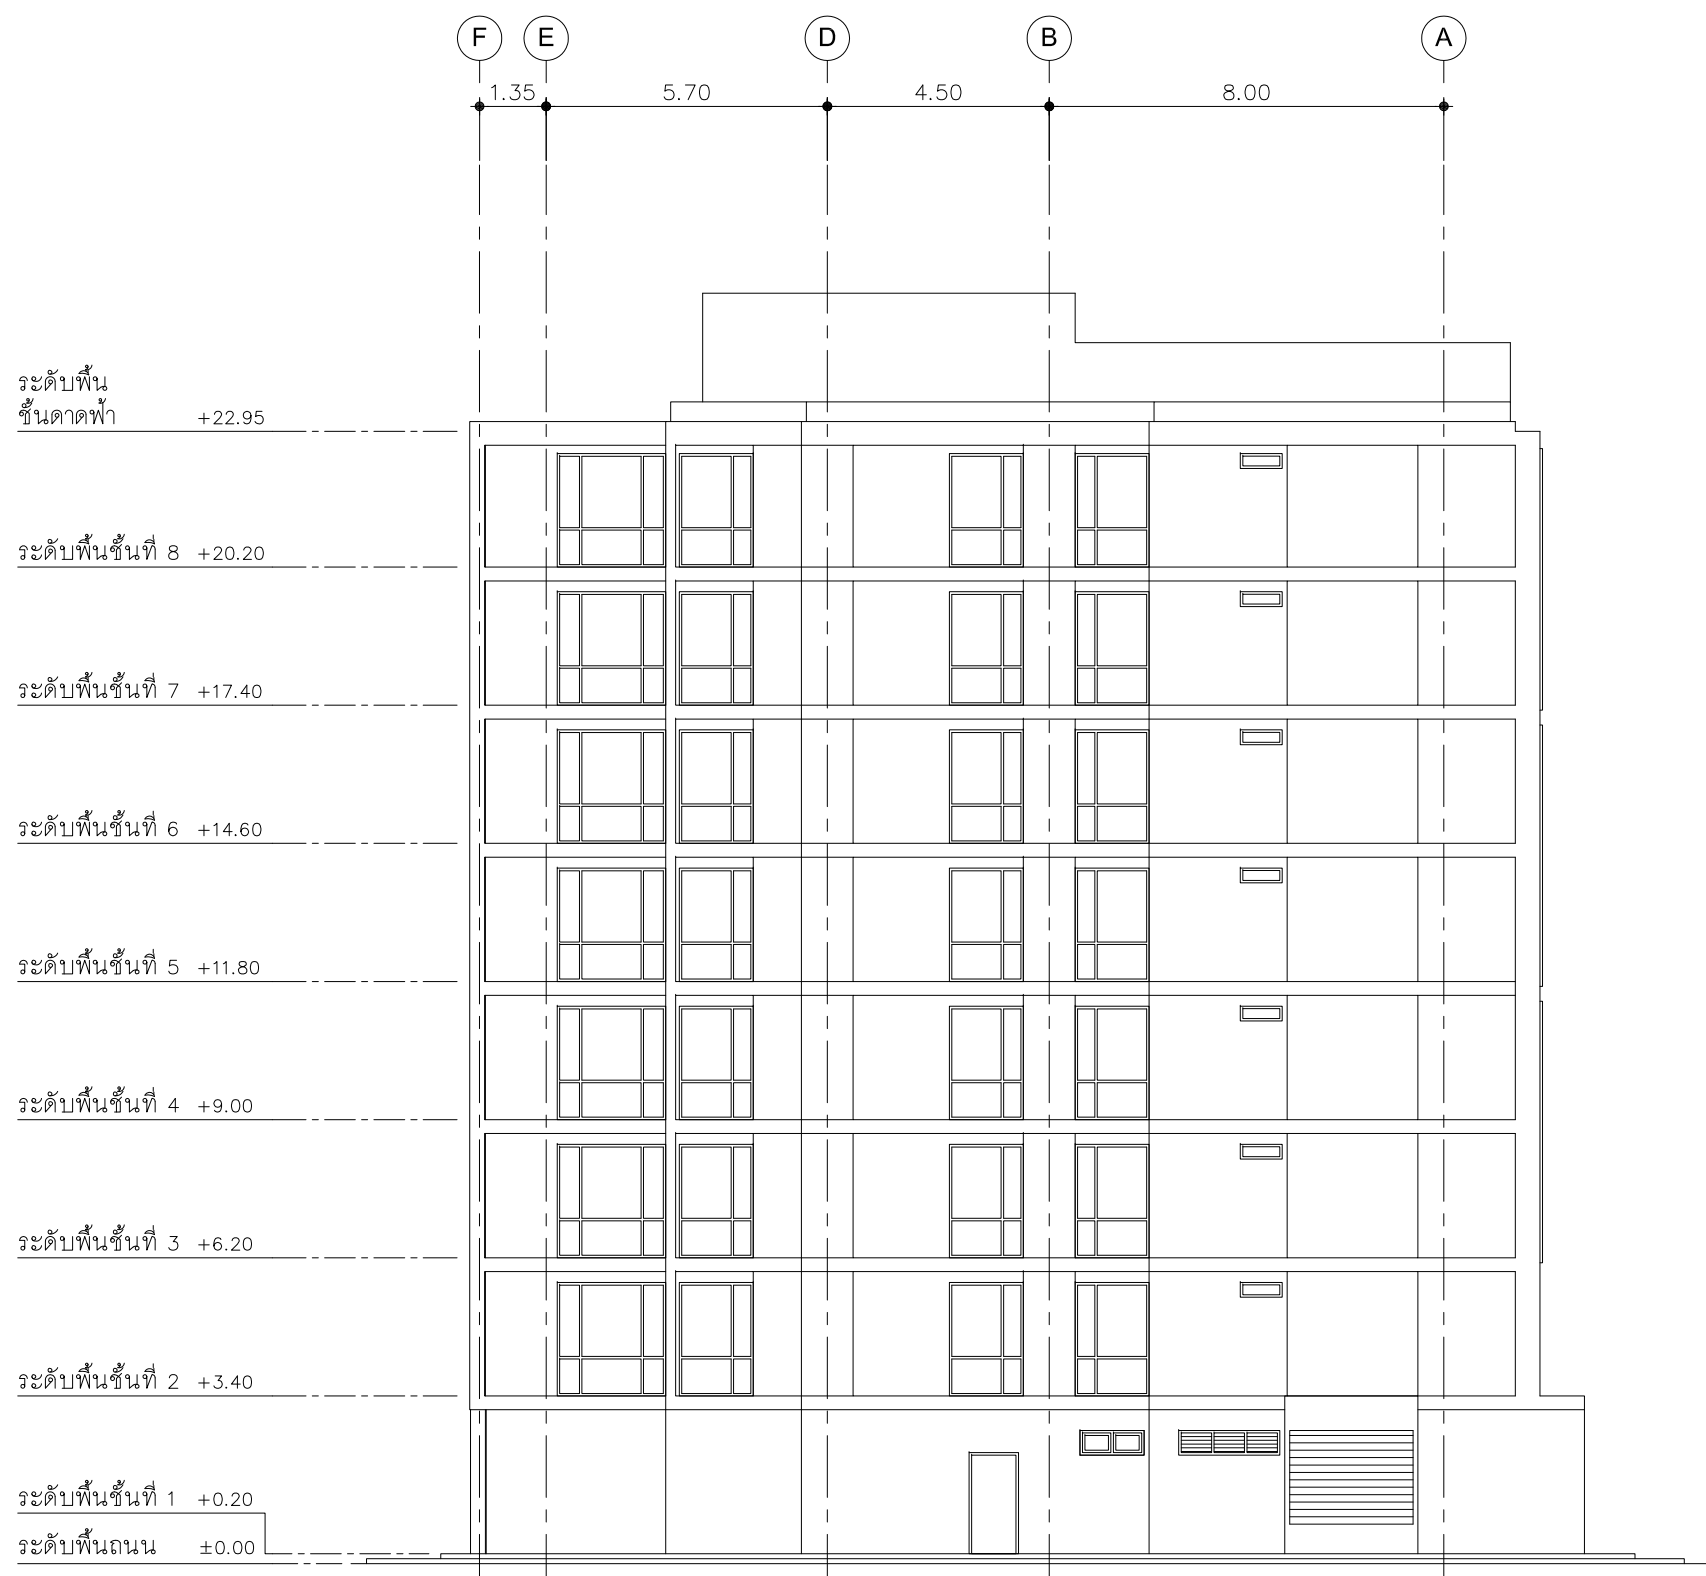 F E D B A
1.35 5.70 4.50 8.00
ระดับพื้น
ชั้นดาดฟ้า +22.95
ระดับพื้นชั้นที่ 8 +20.20
ระดับพื้นชั้นที่ 7 +17.40
ระดับพื้นชั้นที่ 6 +14.60
ระดับพื้นชั้นที่ 5 +11.80
ระดับพื้นชั้นที่ 4 +9.00
ระดับพื้นชั้นที่ 3 +6.20
ระดับพื้นชั้นที่ 2 +3.40
ระดับพื้นชั้นที่ 1 +0.20
ระดับพื้นถนน ±0.00